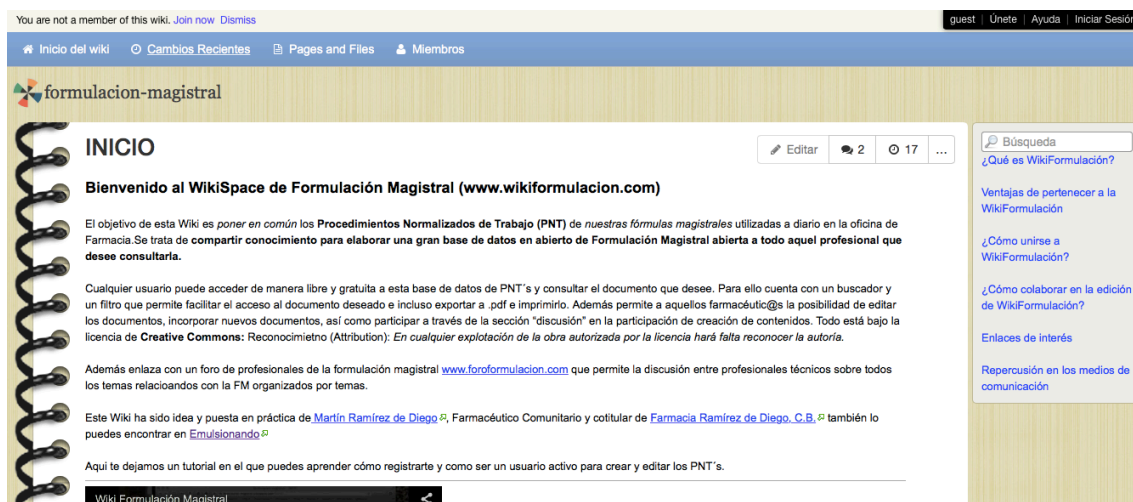 You are not a member of this wiki. Join now Dismiss
guest | Únete | Ayuda | Iniciar Sesión
Inicio del wiki Cambios Recientes Pages and Files Miembros
formulacion-magistral
INICIO
Editar 2 17 ...
Bienvenido al WikiSpace de Formulación Magistral (www.wikiformulacion.com)
El objetivo de esta Wiki es poner en común los Procedimientos Normalizados de Trabajo (PNT) de nuestras fórmulas magistrales utilizadas a diario en la oficina de
Farmacia.Se trata de compartir conocimiento para elaborar una gran base de datos en abierto de Formulación Magistral abierta a todo aquel profesional que
desee consultarla.
Cualquier usuario puede acceder de manera libre y gratuita a esta base de datos de PNT´s y consultar el documento que desee. Para ello cuenta con un buscador y
un filtro que permite facilitar el acceso al documento deseado e incluso exportar a .pdf e imprimirlo. Además permite a aquellos farmacéutic@s la posibilidad de editar
los documentos, incorporar nuevos documentos, así como participar a través de la sección "discusión" en la participación de creación de contenidos. Todo está bajo la
licencia de Creative Commons: Reconocimietno (Attribution): En cualquier explotación de la obra autorizada por la licencia hará falta reconocer la autoría.
Además enlaza con un foro de profesionales de la formulación magistral www.foroformulacion.com que permite la discusión entre profesionales técnicos sobre todos
los temas relacioandos con la FM organizados por temas.
Este Wiki ha sido idea y puesta en práctica de Martín Ramírez de Diego, Farmacéutico Comunitario y cotitular de Farmacia Ramírez de Diego, C.B. también lo
puedes encontrar en Emulsionando
Aqui te dejamos un tutorial en el que puedes aprender cómo registrarte y como ser un usuario activo para crear y editar los PNT´s.
Wiki Formulación Magistral
Búsqueda
¿Qué es WikiFormulación?
Ventajas de pertenecer a la
WikiFormulación
¿Cómo unirse a
WikiFormulación?
¿Cómo colaborar en la edición
de WikiFormulación?
Enlaces de interés
Repercusión en los medios de
comunicación